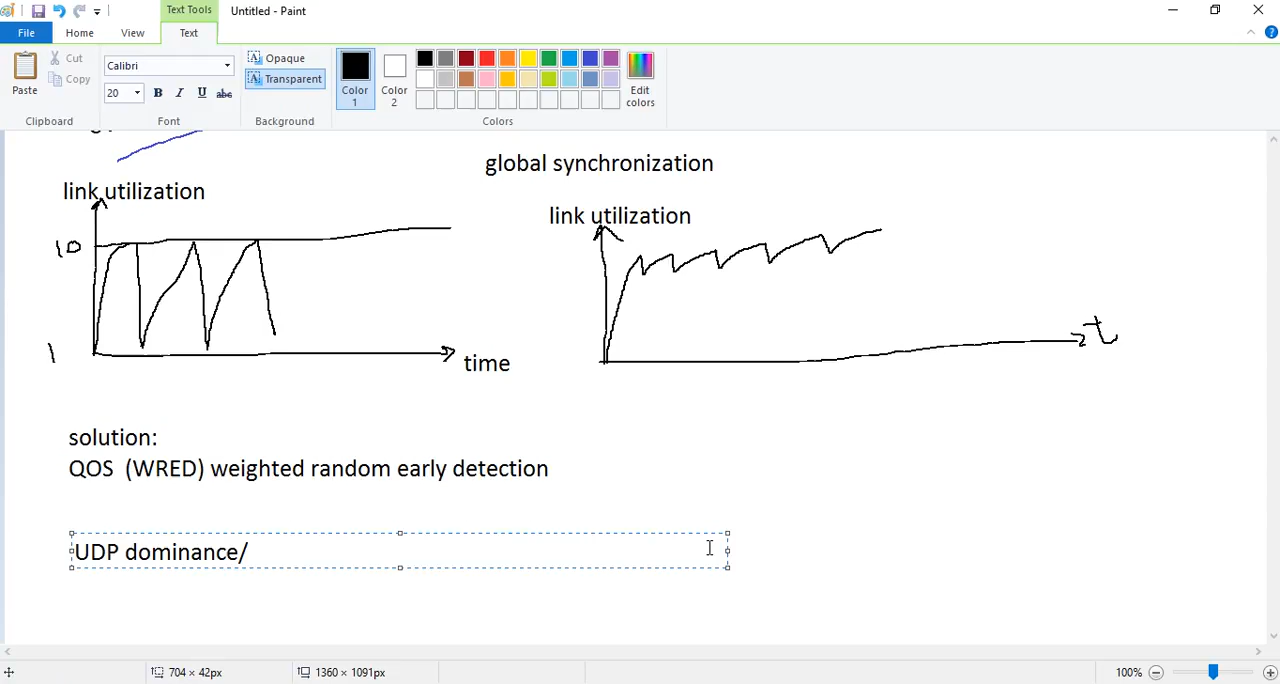 Text Tools
Untitled - Paint
File
Home
View
Text
Paste
Cut
Copy
Clipboard
Calibri
20
B I U abc
Font
Opaque
Transparent
Background
Color 1
Color 2
Edit colors
Colors
global synchronization
link utilization
10
1
time
link utilization
t
solution:
QOS (WRED) weighted random early detection
UDP dominance/
704 × 42px
1360 × 1091px
100%